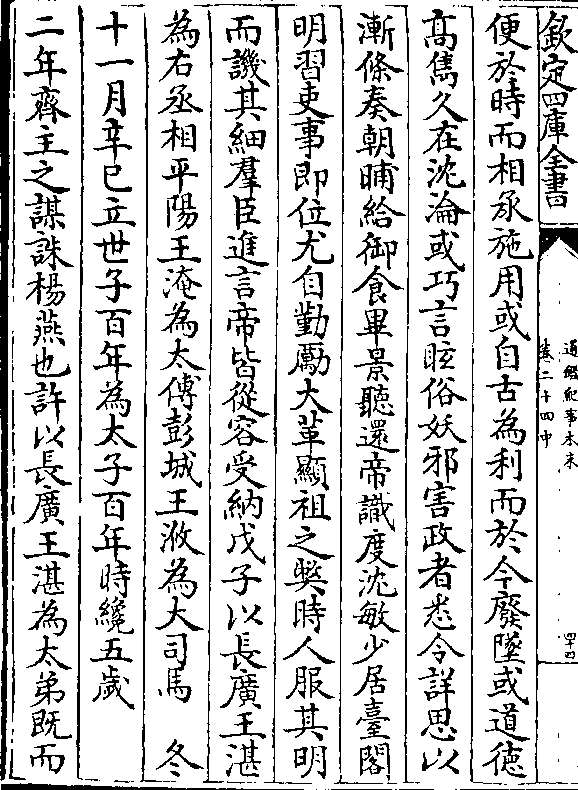 欽定四庫全書
通鑑紀事本末
卷二十四中
四十四
便於時而相承施用或自古為利而於今廢墜或道徳
髙雋久在沈淪或巧言眩俗妖邪害政者悉令詳思以
漸條奏朝晡給御食畢景聽還帝識度沈敏少居臺閣
明習吏事即位尤自勤勵大革顯祖之獘時人服其明
而譏其細羣臣進言帝皆從容受納戊子以長廣王湛
為右丞相平陽王淹為太傅彭城王浟為大司馬 冬
十一月辛巳立世子百年為太子百年時纔五歲
二年齊主之謀誅楊燕也許以長廣王湛為太弟既而